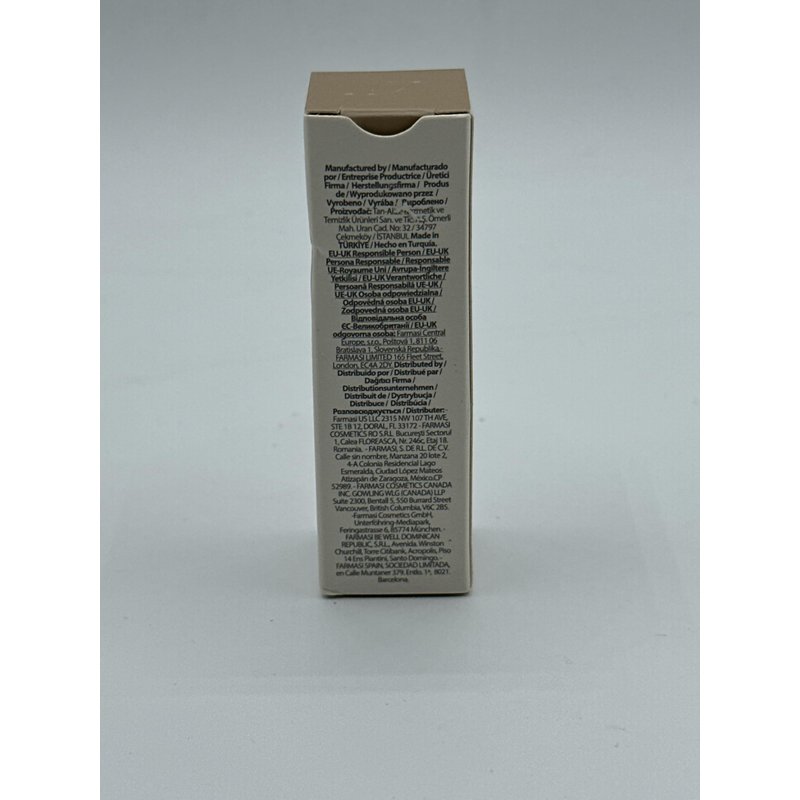 Manufactured by / Manufacturado
por / Entreprise Productrice / Üretici
Firma / Herstellungsfirma / Produs
de / Wyprodukowano przez /
Vyrobeno / Výrába / Вироблено /
Proizvođač: Tan-Alize Kozmetik ve
Temizlik Ürünleri San. ve Tic. A.Ş. Ömerli
Mah. Uran Cad. No: 32 / 34797
Çekmeköy / İSTANBUL Made in
TÜRKİYE / Hecho en Turquía.
EU-UK Responsible Person / EU-UK
Persona Responsable / Responsable
UE-Royaume Uni / Avrupa-İngiltere
Yetkilisi / EU-UK Verantwortliche /
Persoană Responsabilă UE-UK /
UE-UK Osoba odpowiedzialna /
Odpovědná osoba EU-UK /
Zodpovedná osoba EU-UK /
Відповідальна особа
ЄС-Великобританії / EU-UK
odgovorna osoba: Farmasi Central
Europe, s.r.o., Poštová 1, 811 06
Bratislava 1, Slovenská Republika,-
FARMASI LIMITED 165 Fleet Street,
London, EC4A 2DY Distributed by /
Distribuido por / Distribué par /
Dağıtıcı Firma /
Distributionsunternehmen /
Distribuit de / Dystrybucja /
Distribuce / Distribúcia /
Розповсюджується / Distributer: -
Farmasi US LLC 2315 NW 107 TH AVE,
STE 1B 12, DORAL, FL 33172 - FARMASI
COSMETICS RO S.R.L. Bucureşti Sectorul
1, Calea FLOREASCA, Nr. 246c, Etaj 18.
Romania. - FARMASI, S. DE R.L. DE C.V.
Calle sin nombre, Manzana 20 lote 2,
4-A Colonia Residencial Lago
Esmeralda, Ciudad López Mateos
Atizapán de Zaragoza, México.CP
52989. - FARMASI COSMETICS CANADA
INC. GOWLING WLG (CANADA) LLP
Suite 2300, Bentall 5, 550 Burrard Street
Vancouver, British Columbia, V6C 2B5.
-Farmasi Cosmetics GmbH,
Unterföhring-Mediapark,
Feringastrasse 6, 85774 München. -
FARMASI BE WELL DOMINICAN
REPUBLIC, S.R.L., Avenida. Winston
Churchill, Torre Citibank, Acropolis, Piso
14 Ens Piantini, Santo Domingo. -
FARMASI SPAIN, SOCIEDAD LIMITADA,
en Calle Muntaner 379. Entlo. 1ª, 8021.
Barcelona.